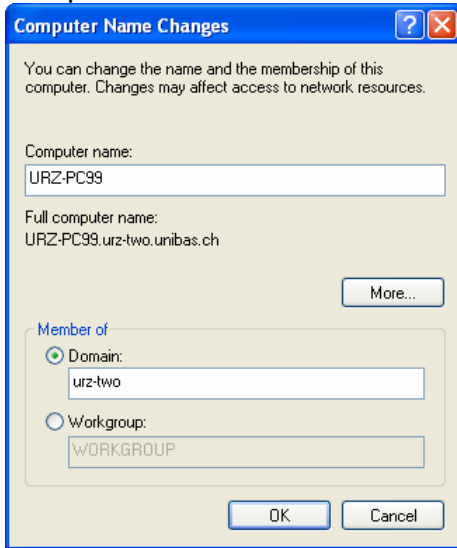 Computer Name Changes
You can change the name and the membership of this
computer. Changes may affect access to network resources.
Computer name:
URZ-PC99
Full computer name:
URZ-PC99.urz-two.unibas.ch
More...
Member of
Domain:
urz-two
Workgroup:
WORKGROUP
OK Cancel